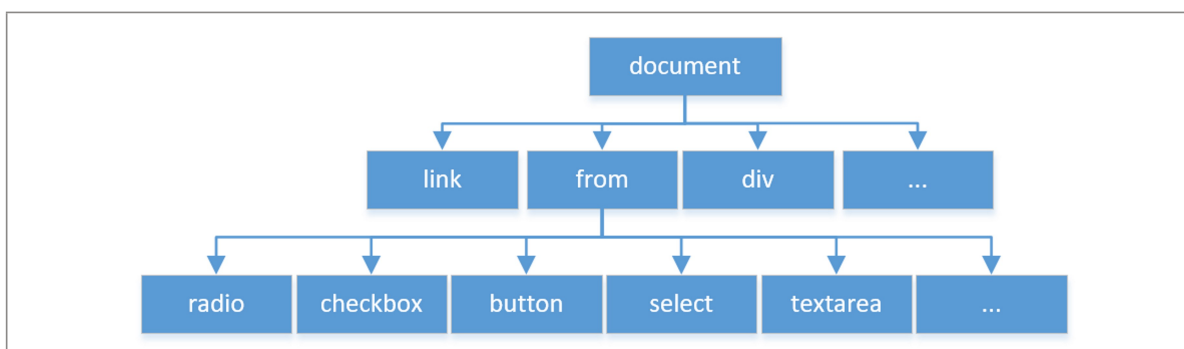 document
link from div ...
radio checkbox button select textarea ...